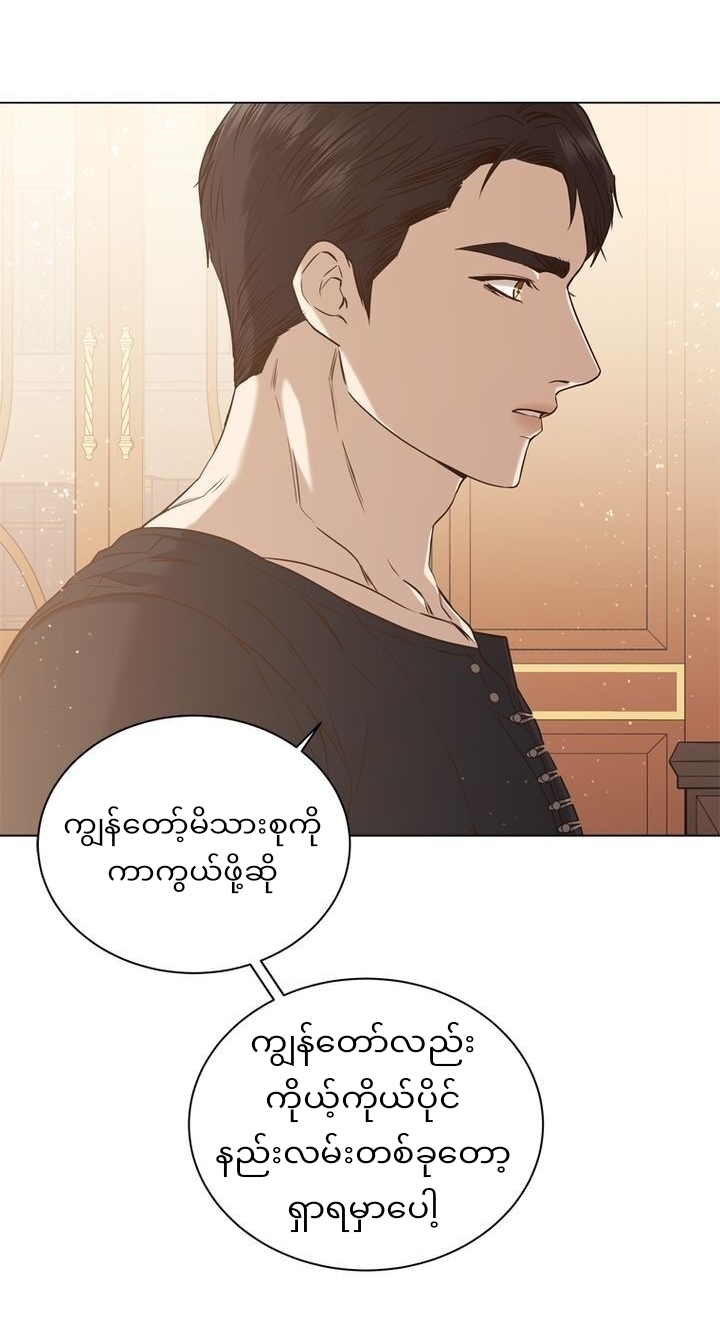 ကျွန်တော့်မိသားစုကို
ကာကွယ်ဖို့ဆို
ကျွန်တော်လည်း
ကိုယ့်ကိုယ်ပိုင်
နည်းလမ်းတစ်ခုတော့
ရှာရမှာပေါ့